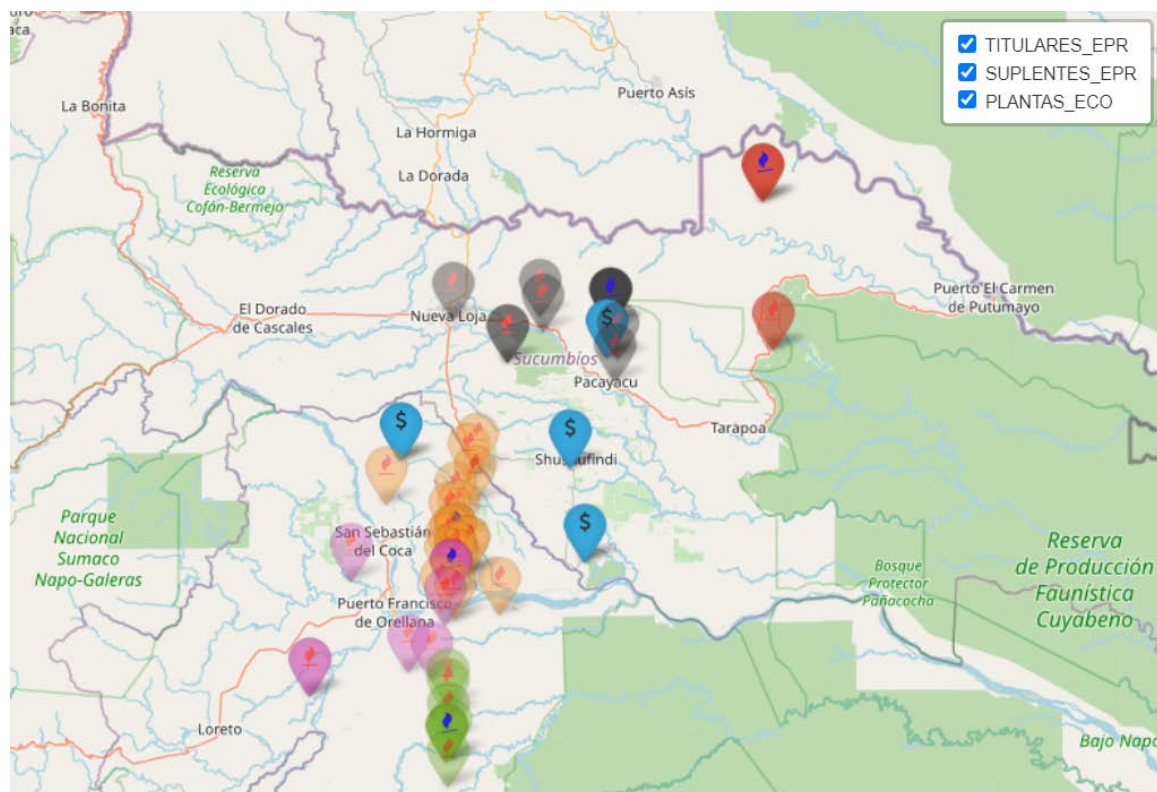 TITULARES_EPR
SUPLENTES_EPR
PLANTAS_ECO
La Bonita
Puerto Asís
La Hormiga
La Dorada
Reserva
Ecológica
Cofán-Bermejo
El Dorado
de Cascales
Nueva Loja
Puerto El Carmen
de Putumayo
$
Sucumbíos
Pacayacu
$
$
Tarapoa
Parque
Nacional
Sumaco
Napo-Galeras
San Sebastián
del Coca
$
Reserva
de Producción
Faunística
Cuyabeno
Bosque
Protector
Pañacocha
Puerto Francisco
de Orellana
Loreto
Bajo Napo